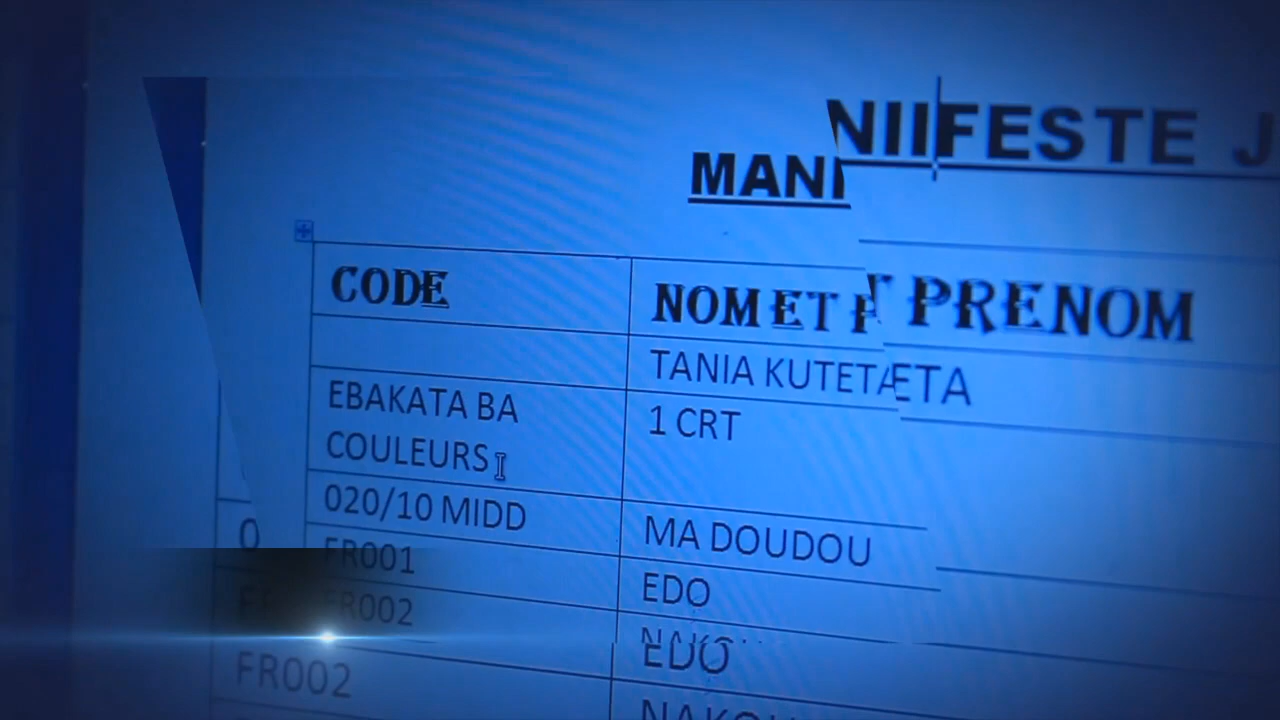 MANIIFESTE J
CODE
NOM ET PRENOM
TANIA KUTETA
EBAKATA BA
COULEURS
1 CRT
020/10 MIDD
MA DOUDOU
FR001
EDO
FR002
EDO
FR002